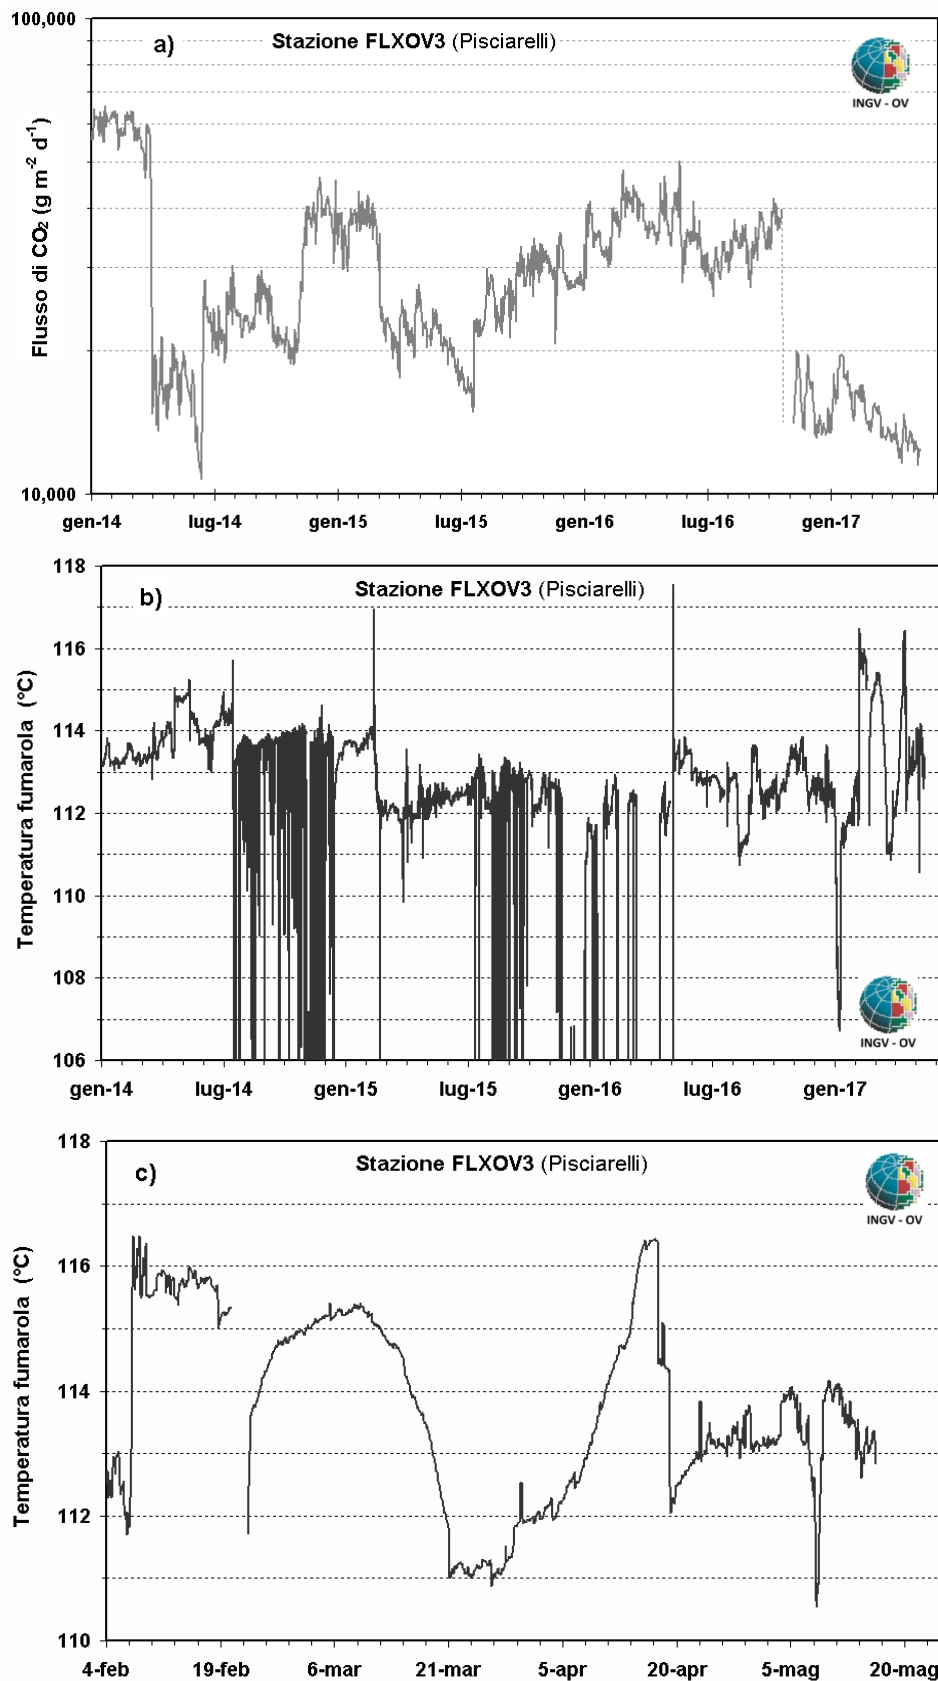 100,000
a)
Stazione FLXOV3 (Pisciarelli)
INGV - OV
Flusso di CO₂ (g m⁻² d⁻¹)
10,000
gen-14 lug-14 gen-15 lug-15 gen-16 lug-16 gen-17
118
b)
Stazione FLXOV3 (Pisciarelli)
116
114
112
110
108
106
Temperatura fumarola (°C)
INGV - OV
gen-14 lug-14 gen-15 lug-15 gen-16 lug-16 gen-17
118
c)
Stazione FLXOV3 (Pisciarelli)
INGV - OV
116
114
112
110
Temperatura fumarola (°C)
4-feb 19-feb 6-mar 21-mar 5-apr 20-apr 5-mag 20-mag